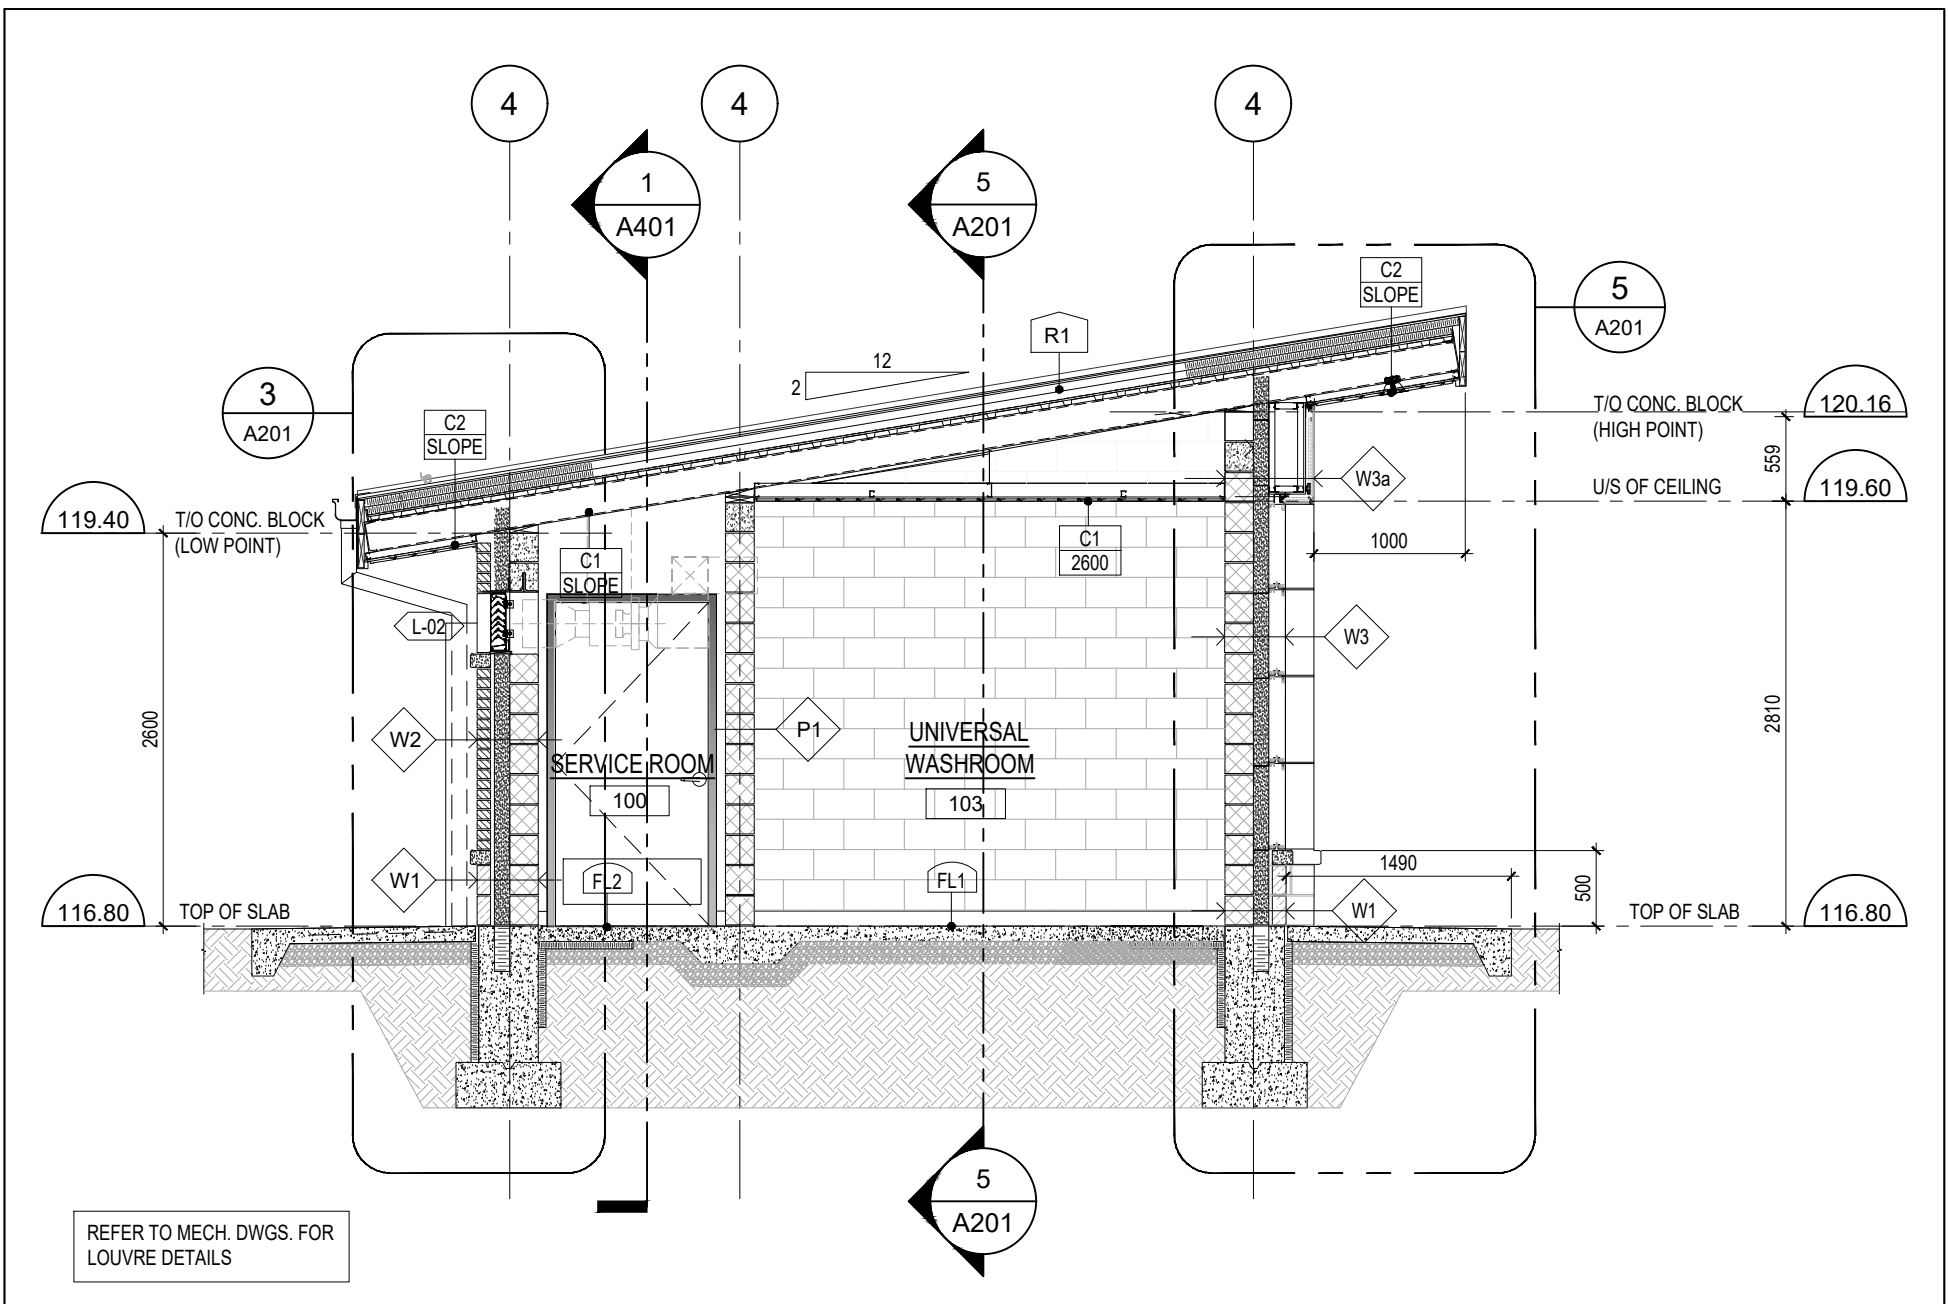 4
4
4
1
A401
5
A201
C2
SLOPE
5
A201
R1
12
2
3
A201
C2
SLOPE
T/O CONC. BLOCK
(HIGH POINT)
120.16
559
W3a
U/S OF CEILING
119.60
119.40
T/O CONC. BLOCK
(LOW POINT)
C1
SLOPE
C1
2600
1000
L-02
W3
2600
W2
P1
UNIVERSAL
WASHROOM
103
SERVICE ROOM
100
2810
W1
FL2
FL1
1490
500
W1
116.80
TOP OF SLAB
TOP OF SLAB
116.80
5
A201
REFER TO MECH. DWGS. FOR
LOUVRE DETAILS